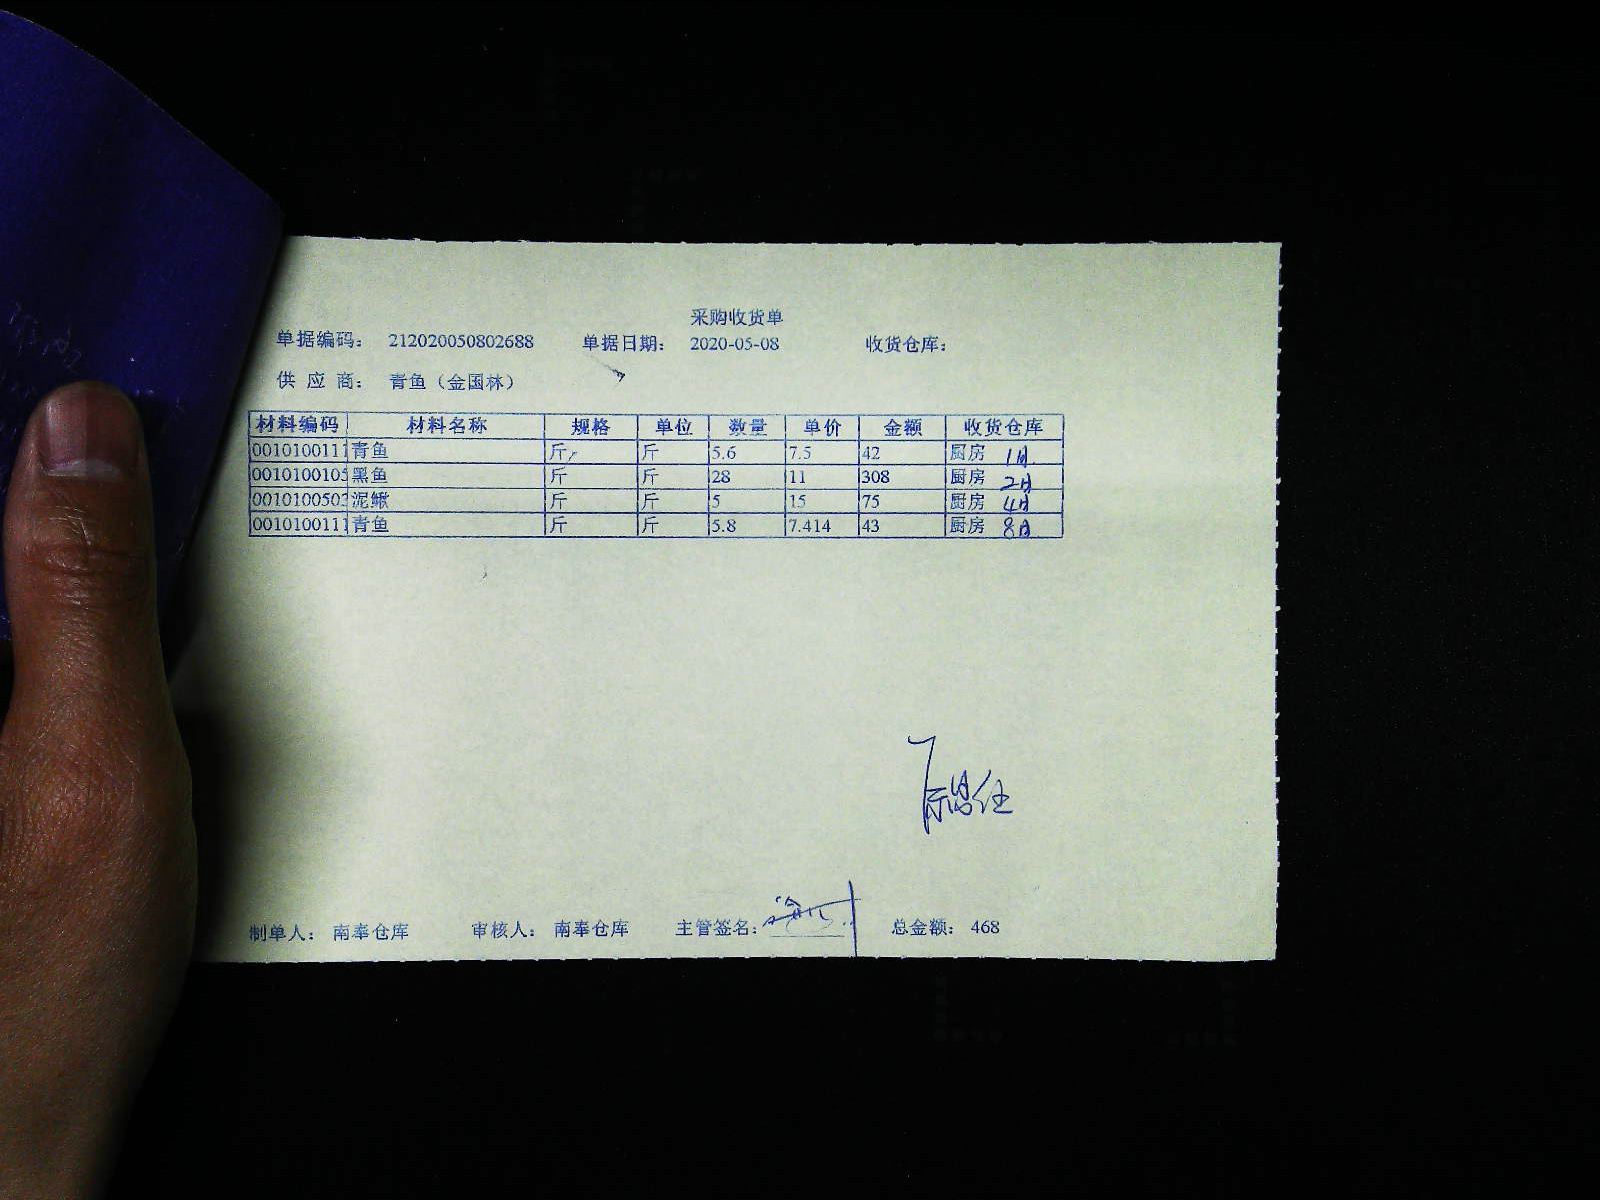 采购收货单
单据编码： 212020050802688 单据日期： 2020-05-08 收货仓库：
供 应 商： 青鱼（金国林）
材料编码 材料名称 规格 单位 数量 单价 金额 收货仓库
0010100111 青鱼 斤 斤 5.6 7.5 42 厨房 1日
0010100105 黑鱼 斤 斤 28 11 308 厨房 2日
001010050 泥鳅 斤 斤 5 15 75 厨房 4日
0010100111 青鱼 斤 斤 5.8 7.414 43 厨房 8日
制单人： 南奉仓库 审核人： 南奉仓库 主管签名： 总金额： 468